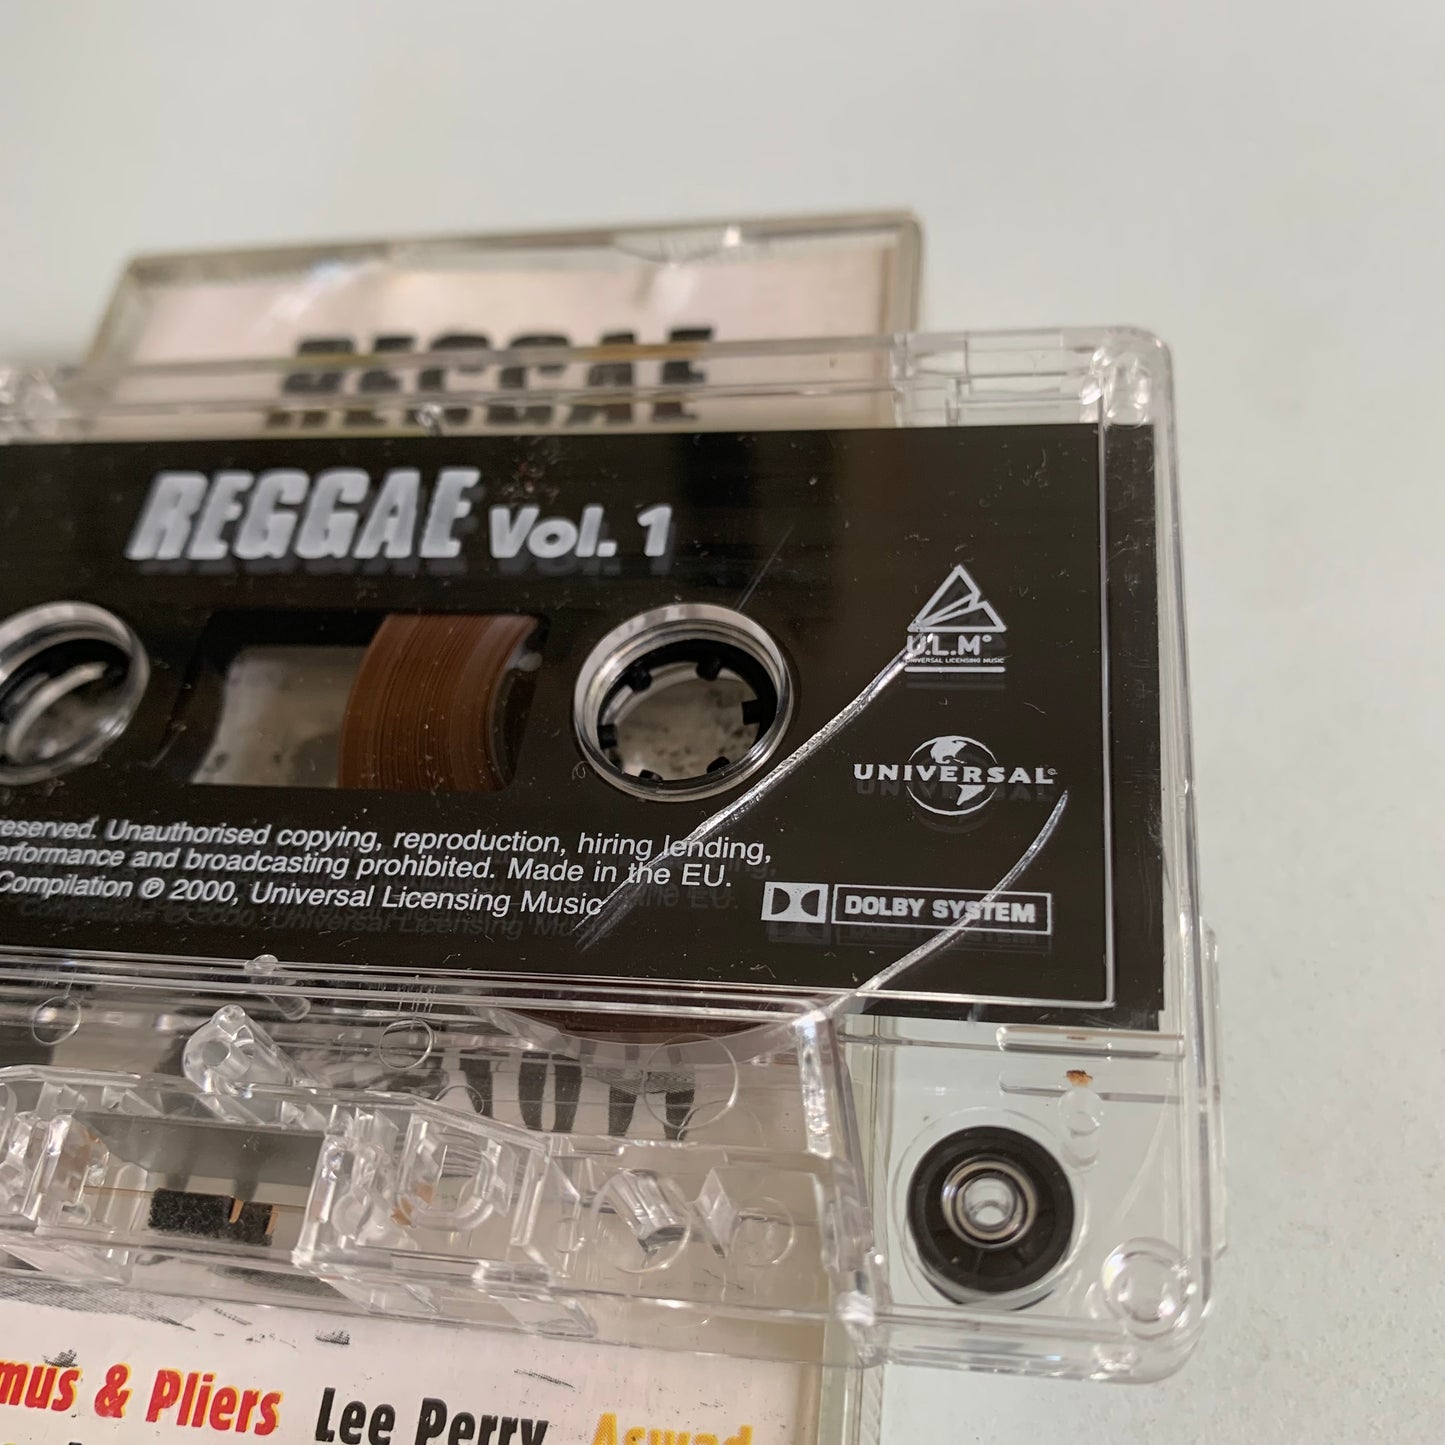 REGGAE
REGGAE Vol. 1
U.L.M
UNIVERSAL LICENSING MUSIC
UNIVERSAL
reserved. Unauthorised copying, reproduction, hiring lending,
erformance and broadcasting prohibited. Made in the EU.
Compilation ℗ 2000, Universal Licensing Music
DOLBY SYSTEM
mus & Pliers Lee Perry Aswad